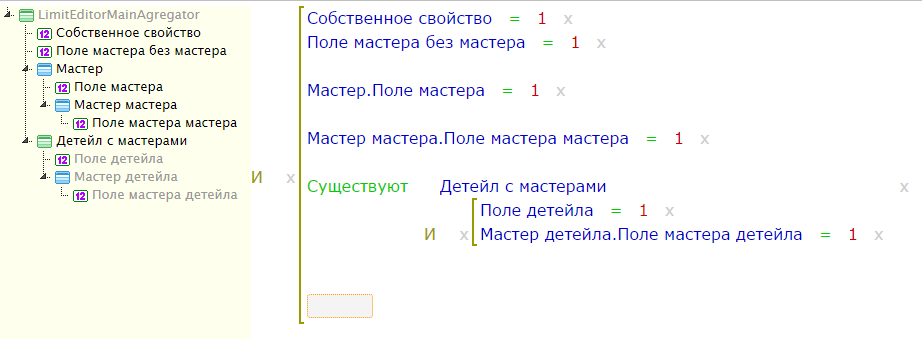 LimitEditorMainAgregator
12 Собственное свойство
12 Поле мастера без мастера
Мастер
12 Поле мастера
Мастер мастера
12 Поле мастера мастера
Детейл с мастерами
12 Поле детейла
Мастер детейла
12 Поле мастера детейла
И x
Собственное свойство = 1 x
Поле мастера без мастера = 1 x
Мастер.Поле мастера = 1 x
Мастер мастера.Поле мастера мастера = 1 x
Существуют Детейл с мастерами x
И x
Поле детейла = 1 x
Мастер детейла.Поле мастера детейла = 1 x